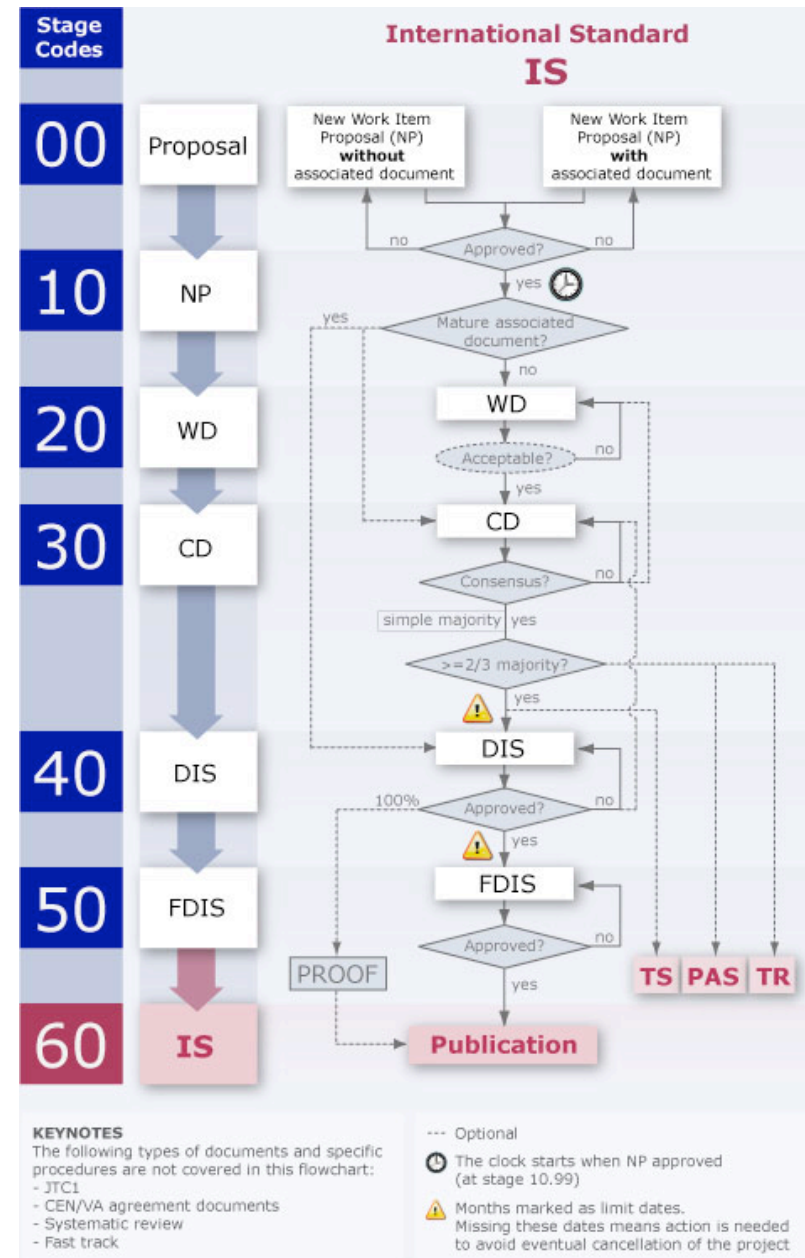 Stage
Codes
International Standard
IS
00
Proposal
New Work Item
Proposal (NP)
without
associated document
New Work Item
Proposal (NP)
with
associated document
no
Approved?
no
10
NP
yes
yes
Mature associated
document?
no
20
WD
WD
Acceptable?
no
yes
30
CD
CD
Consensus?
no
simple majority
yes
>=2/3 majority?
yes
40
DIS
DIS
100%
Approved?
no
yes
50
FDIS
FDIS
Approved?
no
PROOF
yes
TS
PAS
TR
60
IS
Publication
KEYNOTES
The following types of documents and specific
procedures are not covered in this flowchart:
- JTC1
- CEN/VA agreement documents
- Systematic review
- Fast track
--- Optional
The clock starts when NP approved
(at stage 10.99)
Months marked as limit dates.
Missing these dates means action is needed
to avoid eventual cancellation of the project